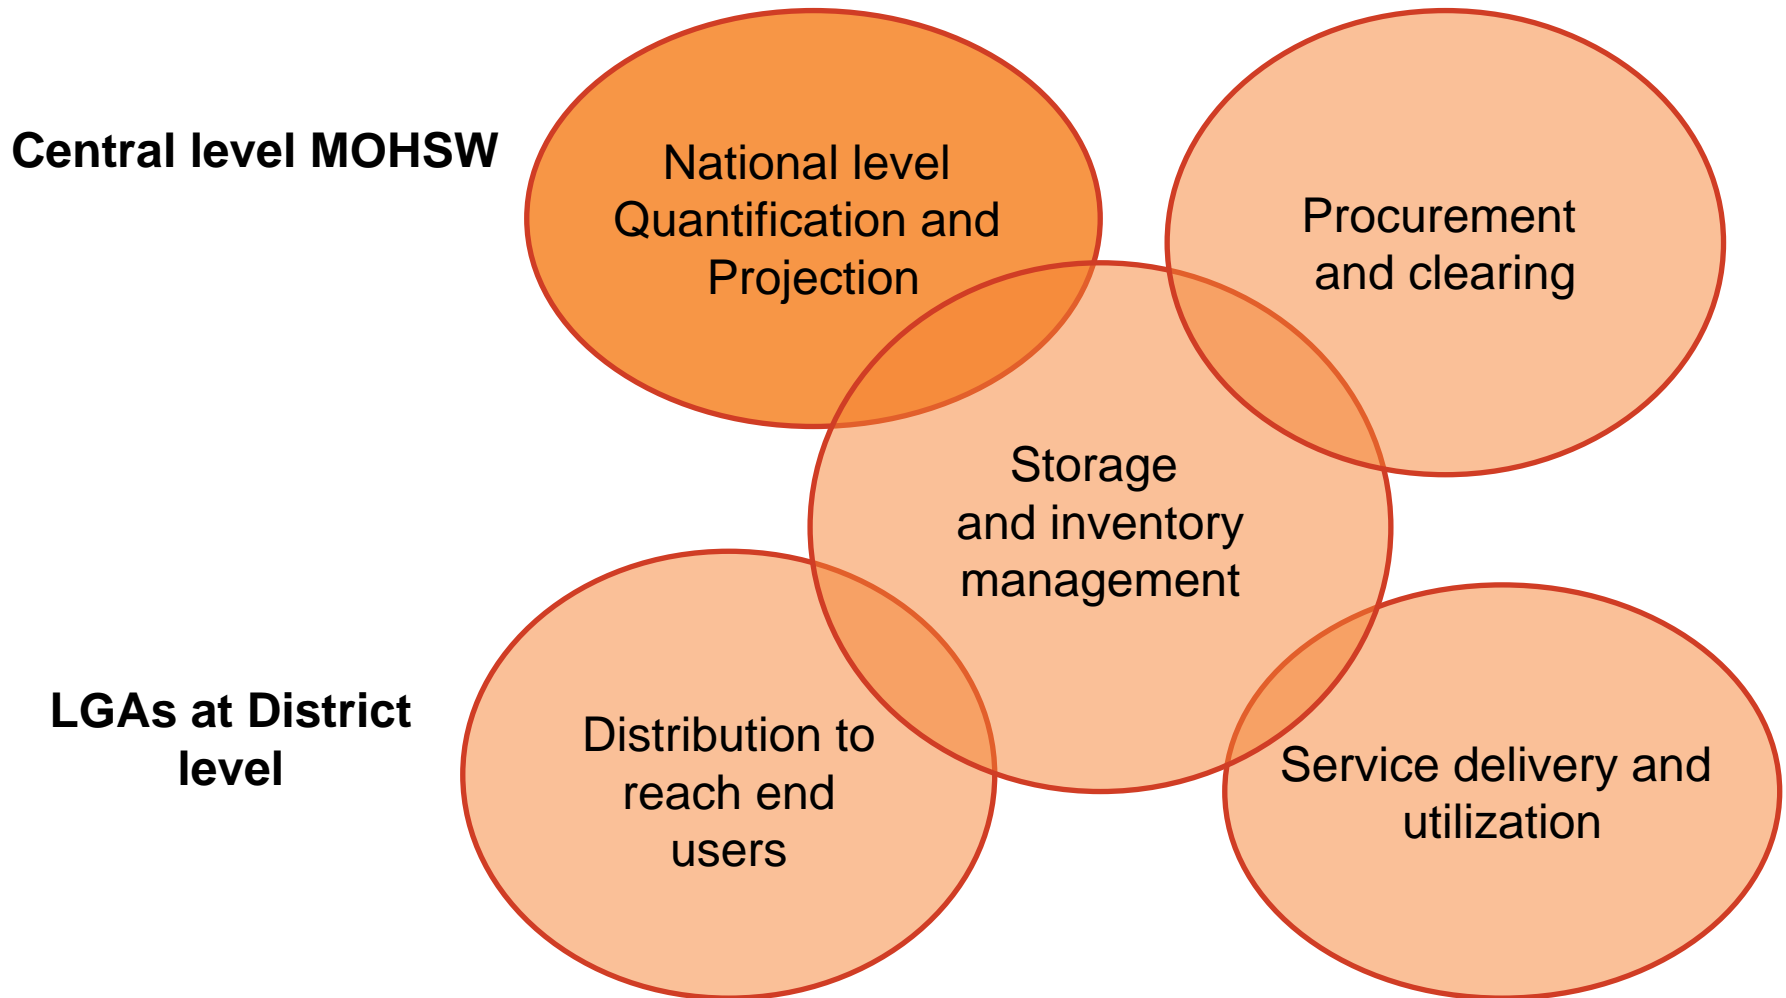 Central level MOHSW
National level
Quantification and
Projection
Procurement
and clearing
Storage
and inventory
management
LGAs at District
level
Distribution to
reach end
users
Service delivery and
utilization